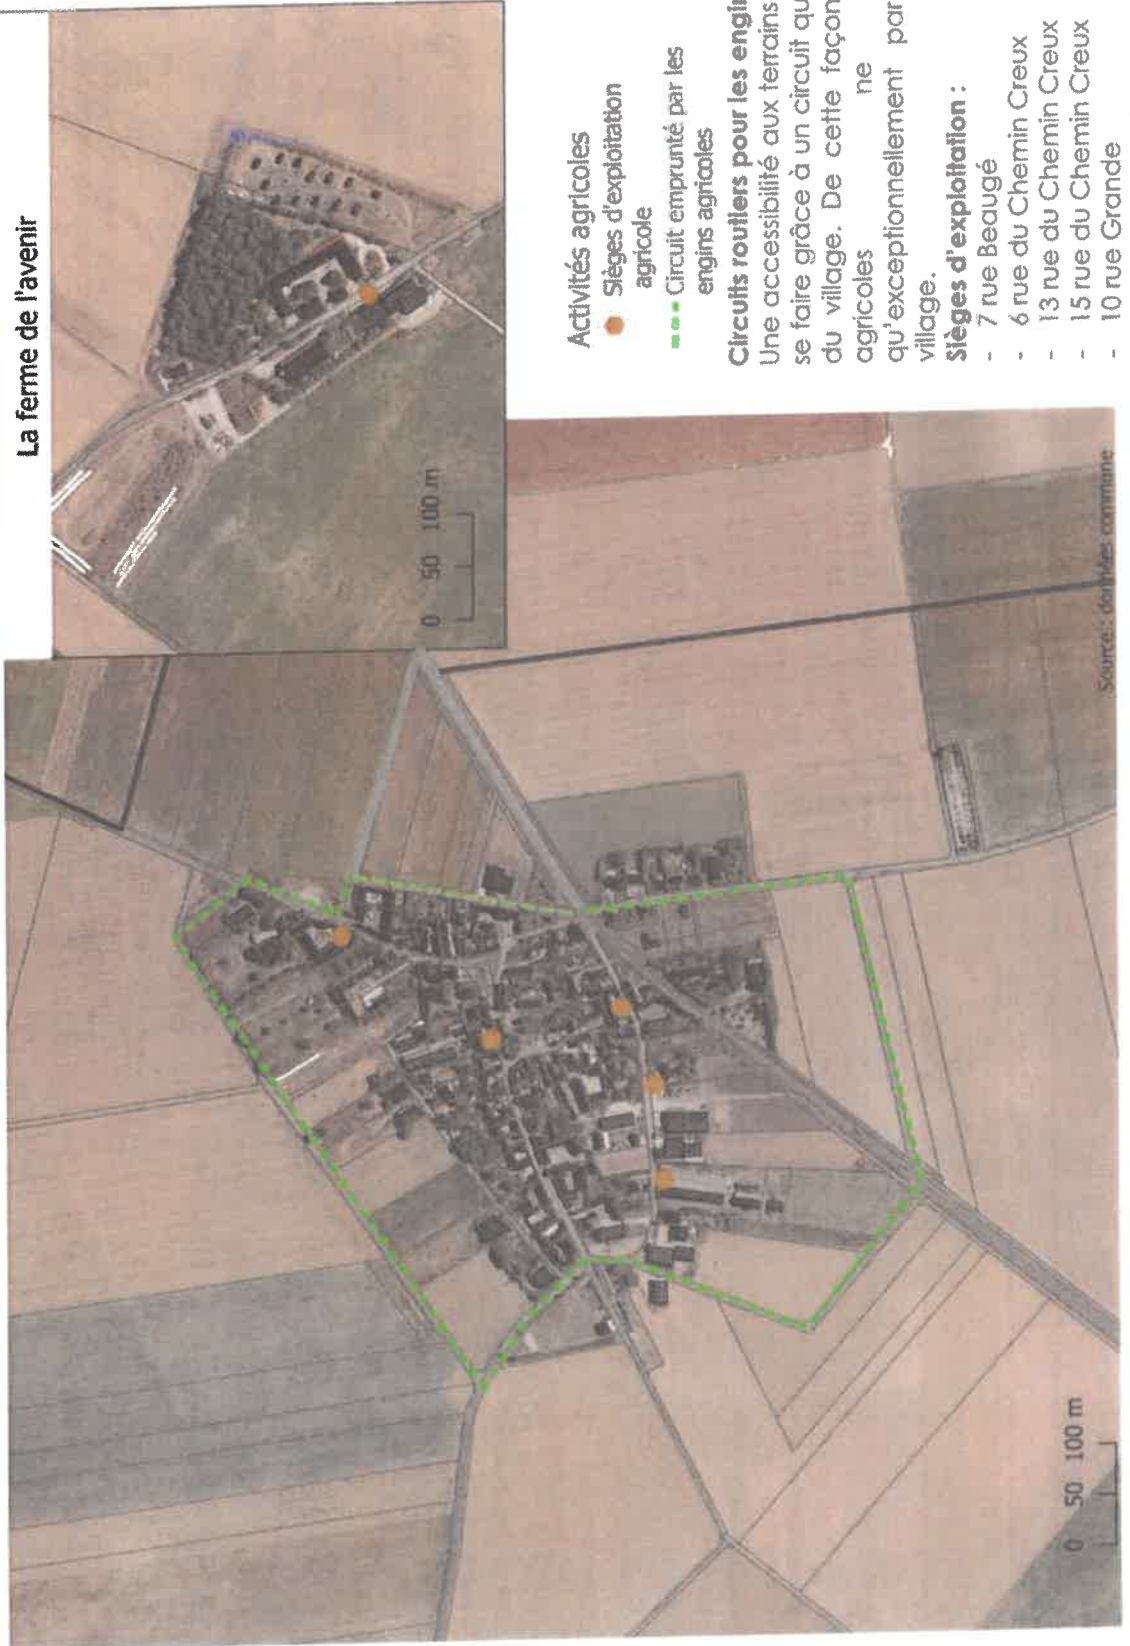 La ferme de l'avenir
0 50 100 m
Activités agricoles
Sièges d'exploitation
agricole
Circuit emprunté par les
engins agricoles
Circuits routiers pour les engi
Une accessibilité aux terrains
se faire grâce à un circuit qu
du village. De cette façon
agricoles ne
qu'exceptionnellement par
village.
Sièges d'exploitation :
- 7 rue Beaugé
- 6 rue du Chemin Creux
- 13 rue du Chemin Creux
- 15 rue du Chemin Creux
- 10 rue Grande
0 50 100 m
Source : données commune